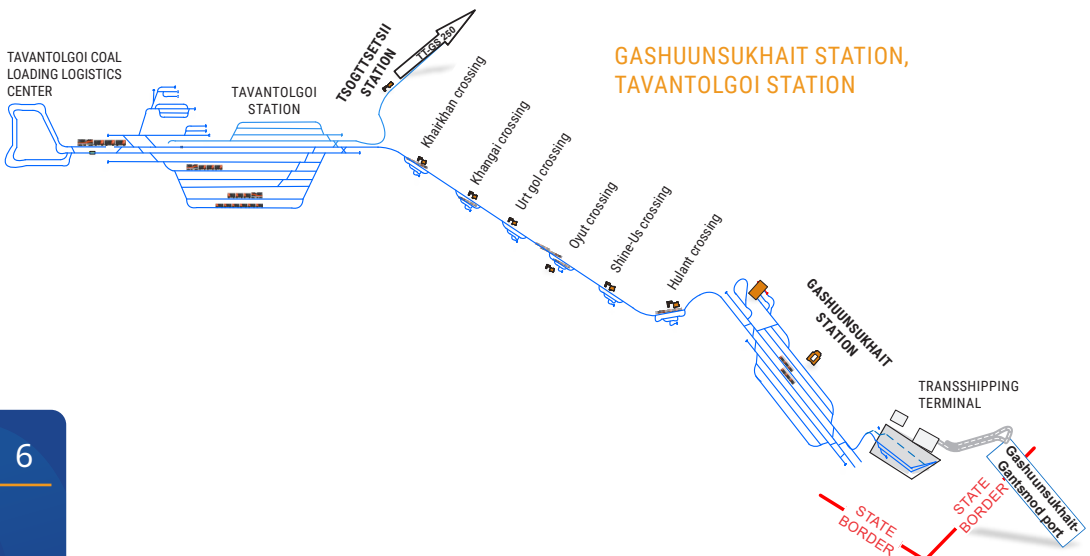 GASHUUNSUKHAIT STATION,
TAVANTOLGOI STATION
TAVANTOLGOI COAL
LOADING LOGISTICS
CENTER
TAVANTOLGOI
STATION
TSOGTTSETSII
STATION
TT-GS 250
Khairkhan crossing
Khangai crossing
Urt gol crossing
Oyut crossing
Shine-Us crossing
Hulant crossing
GASHUUNSUKHAIT
STATION
TRANSSHIPPING
TERMINAL
Gashuunsukhait-
Gantsmod port
STATE
BORDER
STATE
BORDER
6